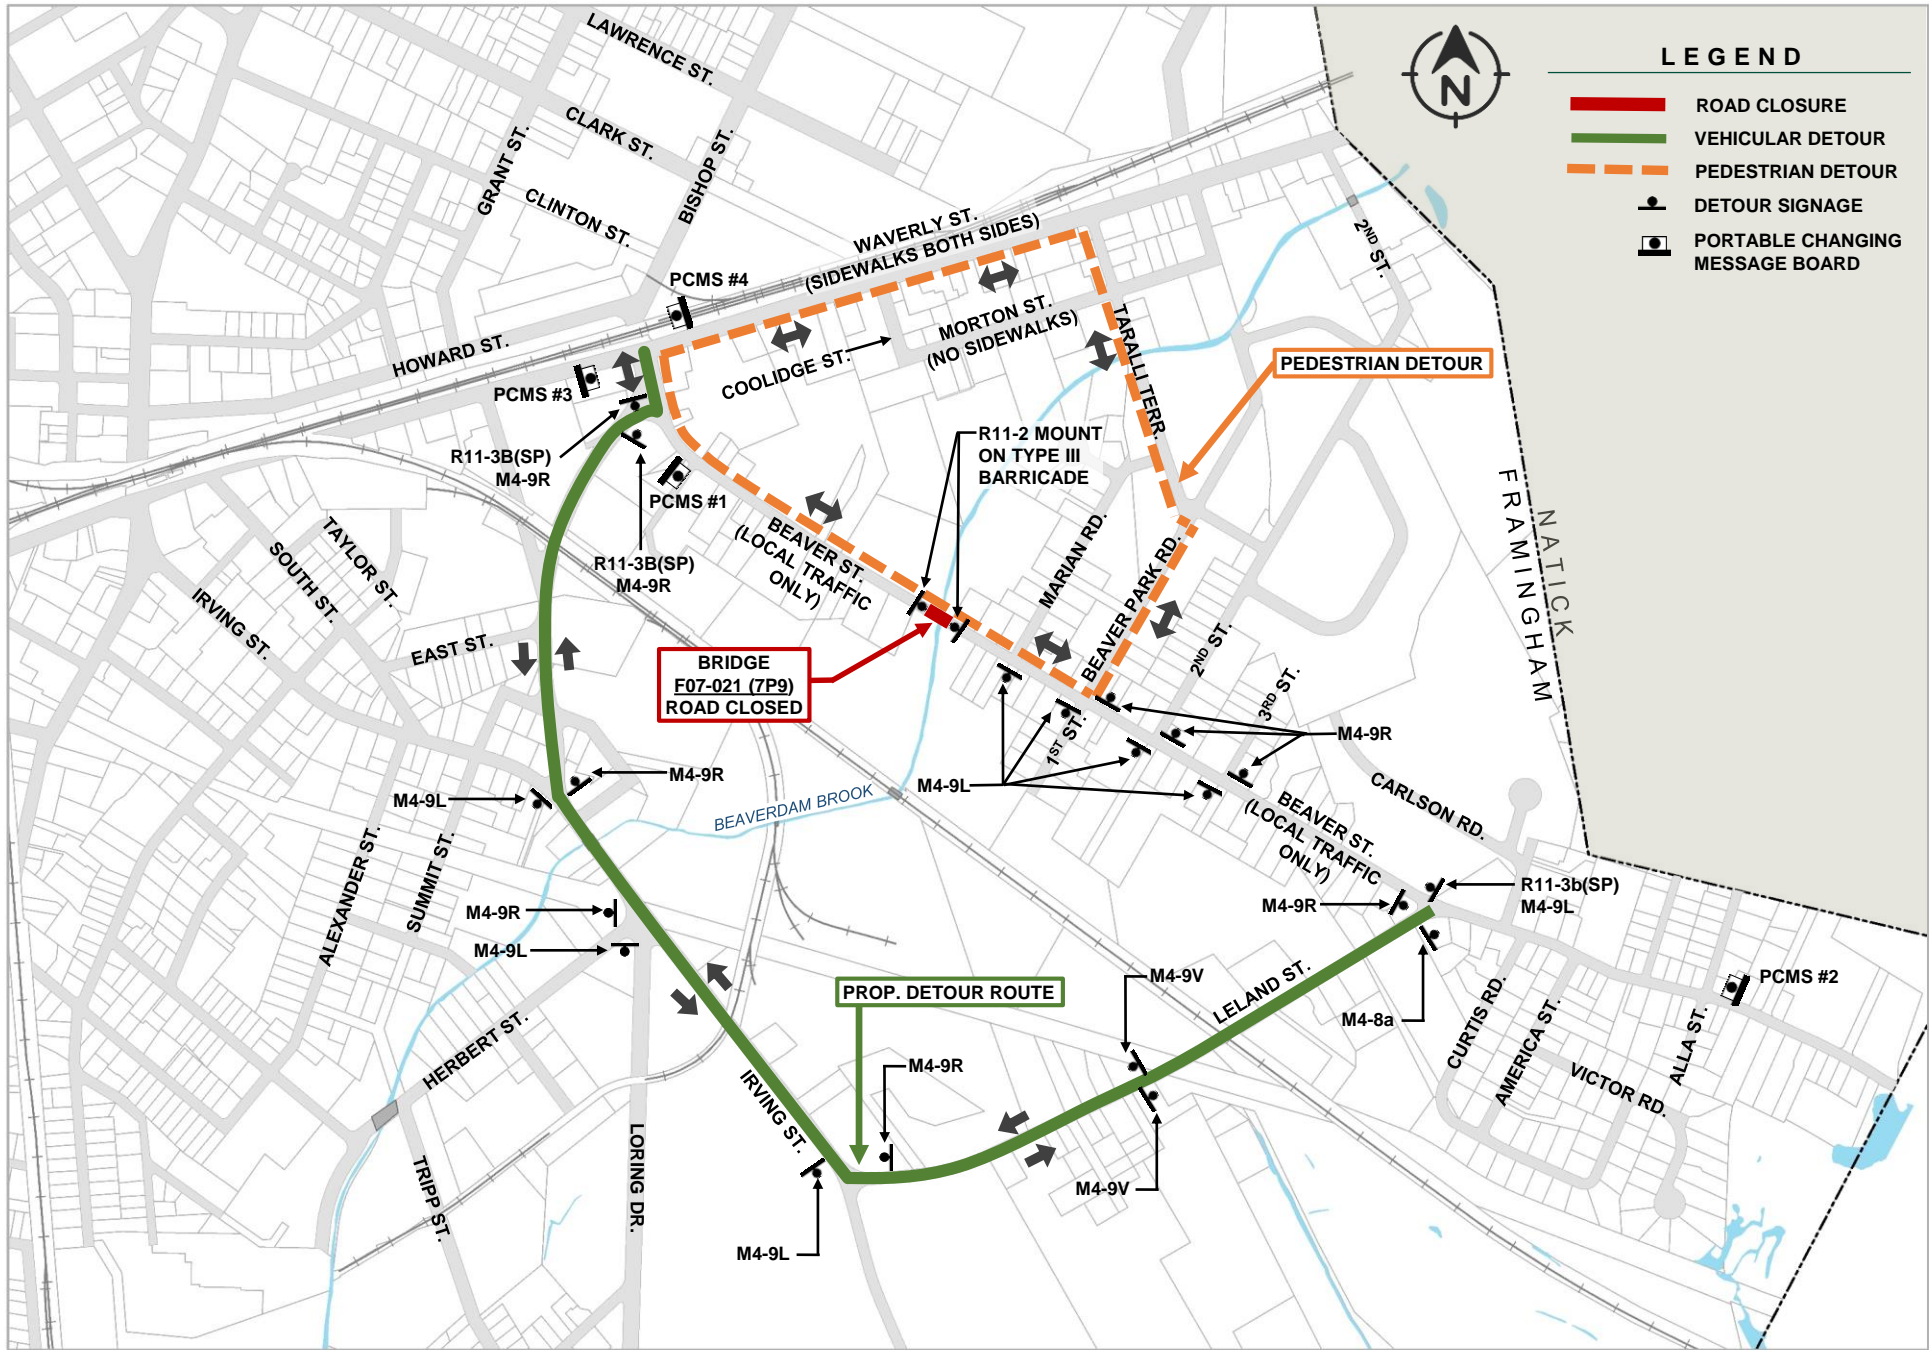 LAWRENCE ST.
CLARK ST.
GRANT ST.
CLINTON ST.
BISHOP ST.
HOWARD ST.
WAVERLY ST.
(SIDEWALKS BOTH SIDES)
PCMS #4
PCMS #3
COOLIDGE ST.
MORTON ST.
(NO SIDEWALKS)
TARALLI TERR.
2ND ST.
N
LEGEND
ROAD CLOSURE
VEHICULAR DETOUR
PEDESTRIAN DETOUR
DETOUR SIGNAGE
PORTABLE CHANGING
MESSAGE BOARD
PEDESTRIAN DETOUR
R11-3B(SP)
M4-9R
PCMS #1
R11-3B(SP)
M4-9R
R11-2 MOUNT
ON TYPE III
BARRICADE
BEAVER ST.
(LOCAL TRAFFIC
ONLY)
MARIAN RD.
BEAVER PARK RD.
2ND ST.
3RD ST.
1ST ST.
FRAMINGHAM
NATICK
TAYLOR ST.
SOUTH ST.
IRVING ST.
EAST ST.
BRIDGE
F07-021 (7P9)
ROAD CLOSED
M4-9R
M4-9L
M4-9R
M4-9L
BEAVERDAM BROOK
BEAVER ST.
(LOCAL TRAFFIC
ONLY)
CARLSON RD.
ALEXANDER ST.
SUMMIT ST.
M4-9R
M4-9L
M4-9R
R11-3b(SP)
M4-9L
PCMS #2
M4-8a
PROP. DETOUR ROUTE
M4-9V
LELAND ST.
CURTIS RD.
AMERICA ST.
ALLA ST.
VICTOR RD.
HERBERT ST.
IRVING ST.
M4-9R
TRIPP ST.
LORING DR.
M4-9V
M4-9L